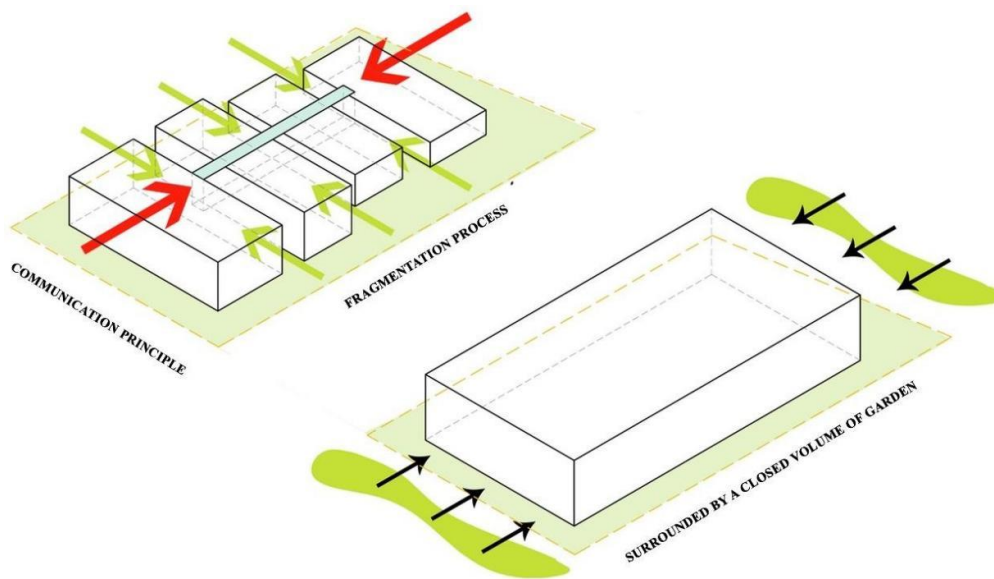 COMMUNICATION PRINCIPLE
FRAGMENTATION PROCESS
SURROUNDED BY A CLOSED VOLUME OF GARDEN